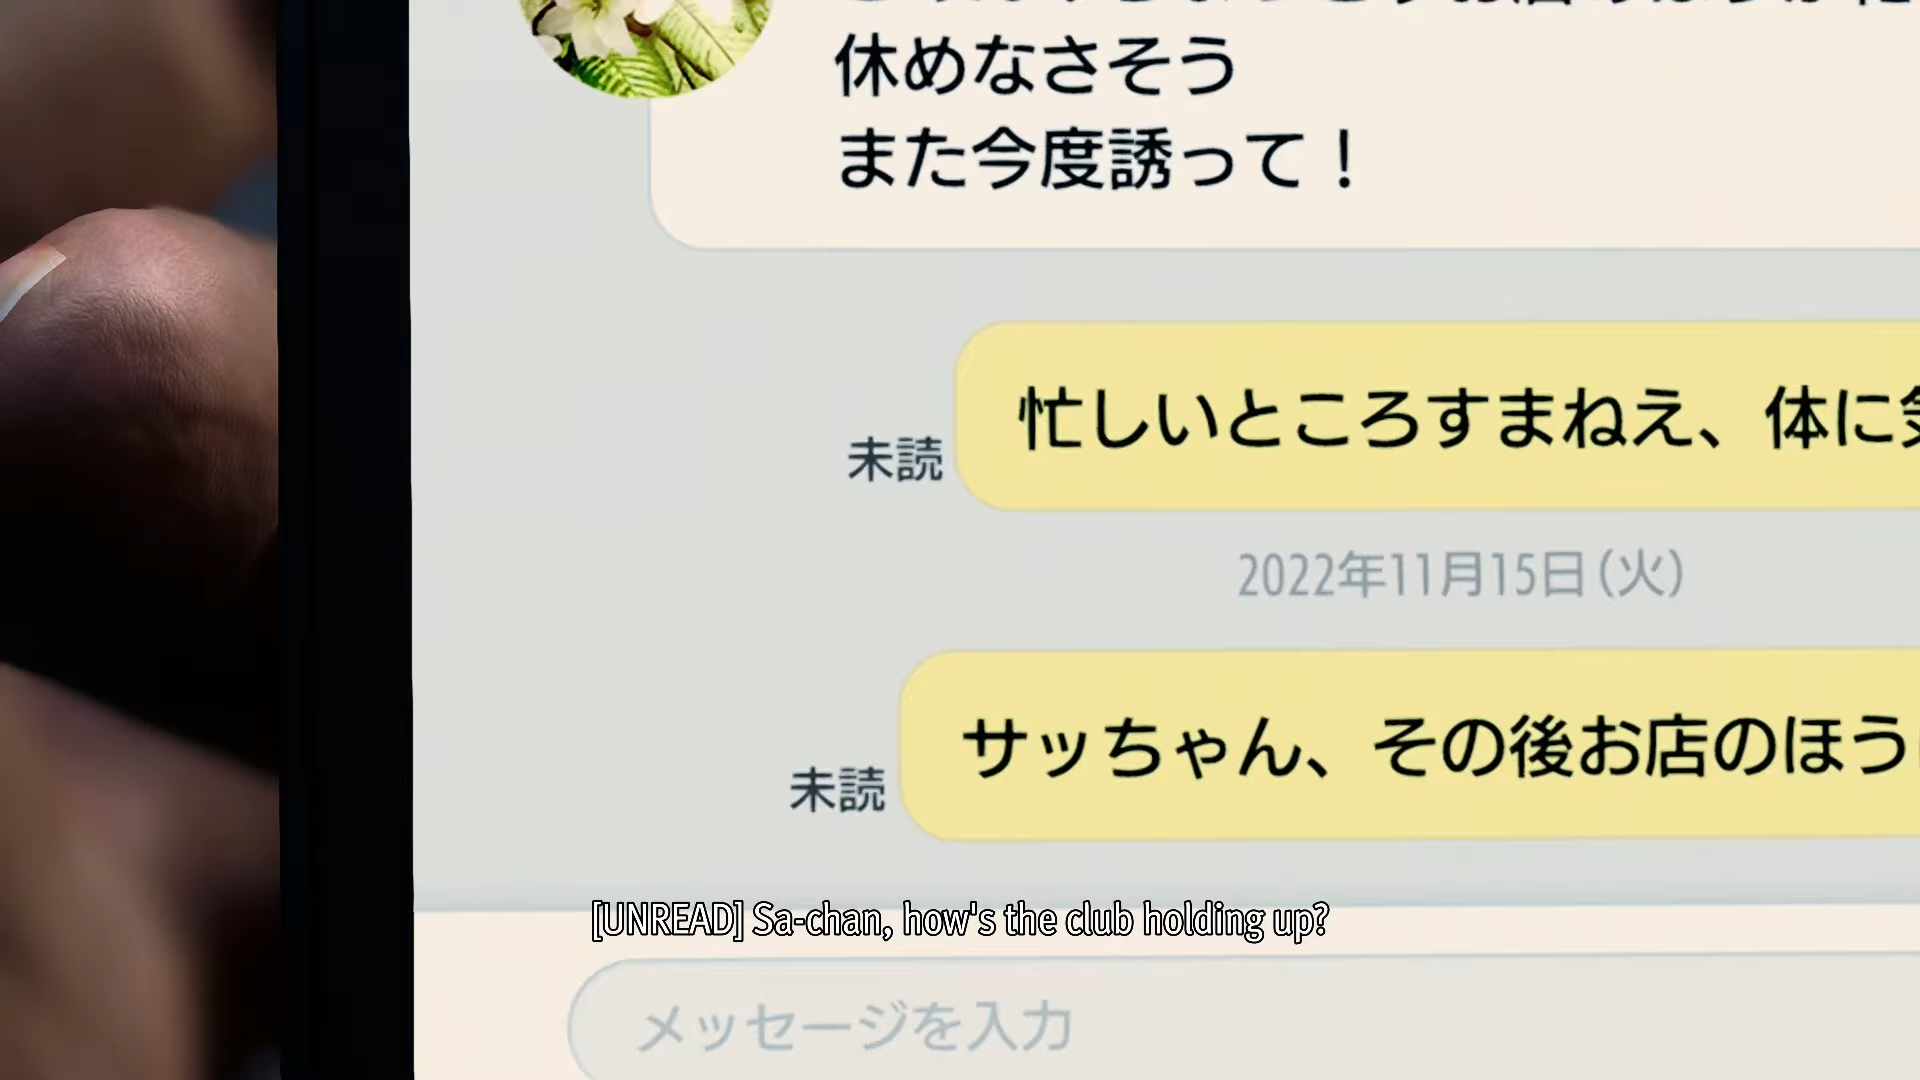 休めなさそう
また今度誘って！
忙しいところすまねえ、体に
未読
2022年11月15日（火）
サッちゃん、その後お店のほう
未読
[UNREAD] Sa-chan, how's the club holding up?
メッセージを入力